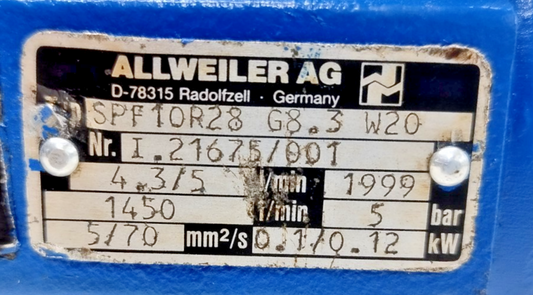 ALLWEILER AG
D-78315 Radolfzell · Germany
SPF10R28 G8.3 W20
Nr. I.21675/001
4.3/5 l/min 1999
1450 1/min 5 bar
5/70 mm²/s 0.1/0.12 kW